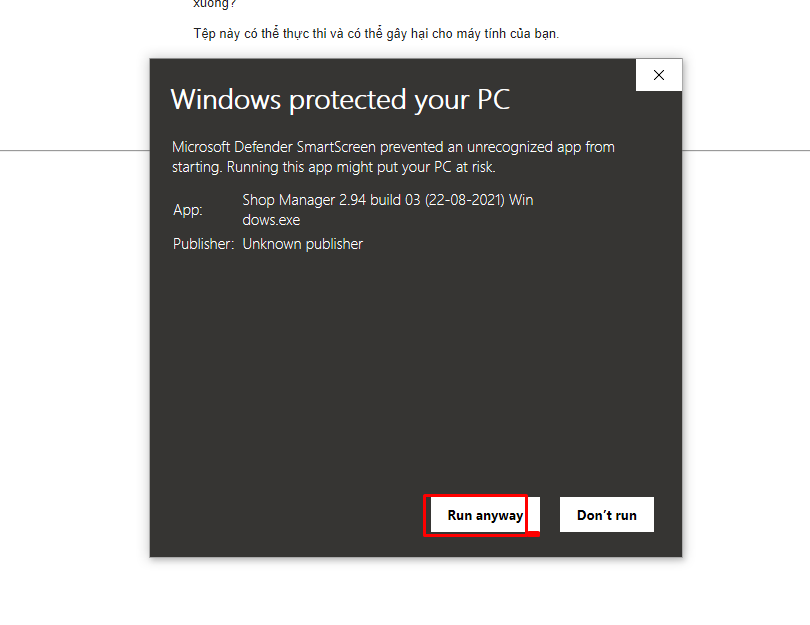 xuống?
Tệp này có thể thực thi và có thể gây hại cho máy tính của bạn.
Windows protected your PC
Microsoft Defender SmartScreen prevented an unrecognized app from
starting. Running this app might put your PC at risk.
App: Shop Manager 2.94 build 03 (22-08-2021) Win
dows.exe
Publisher: Unknown publisher
Run anyway Don’t run